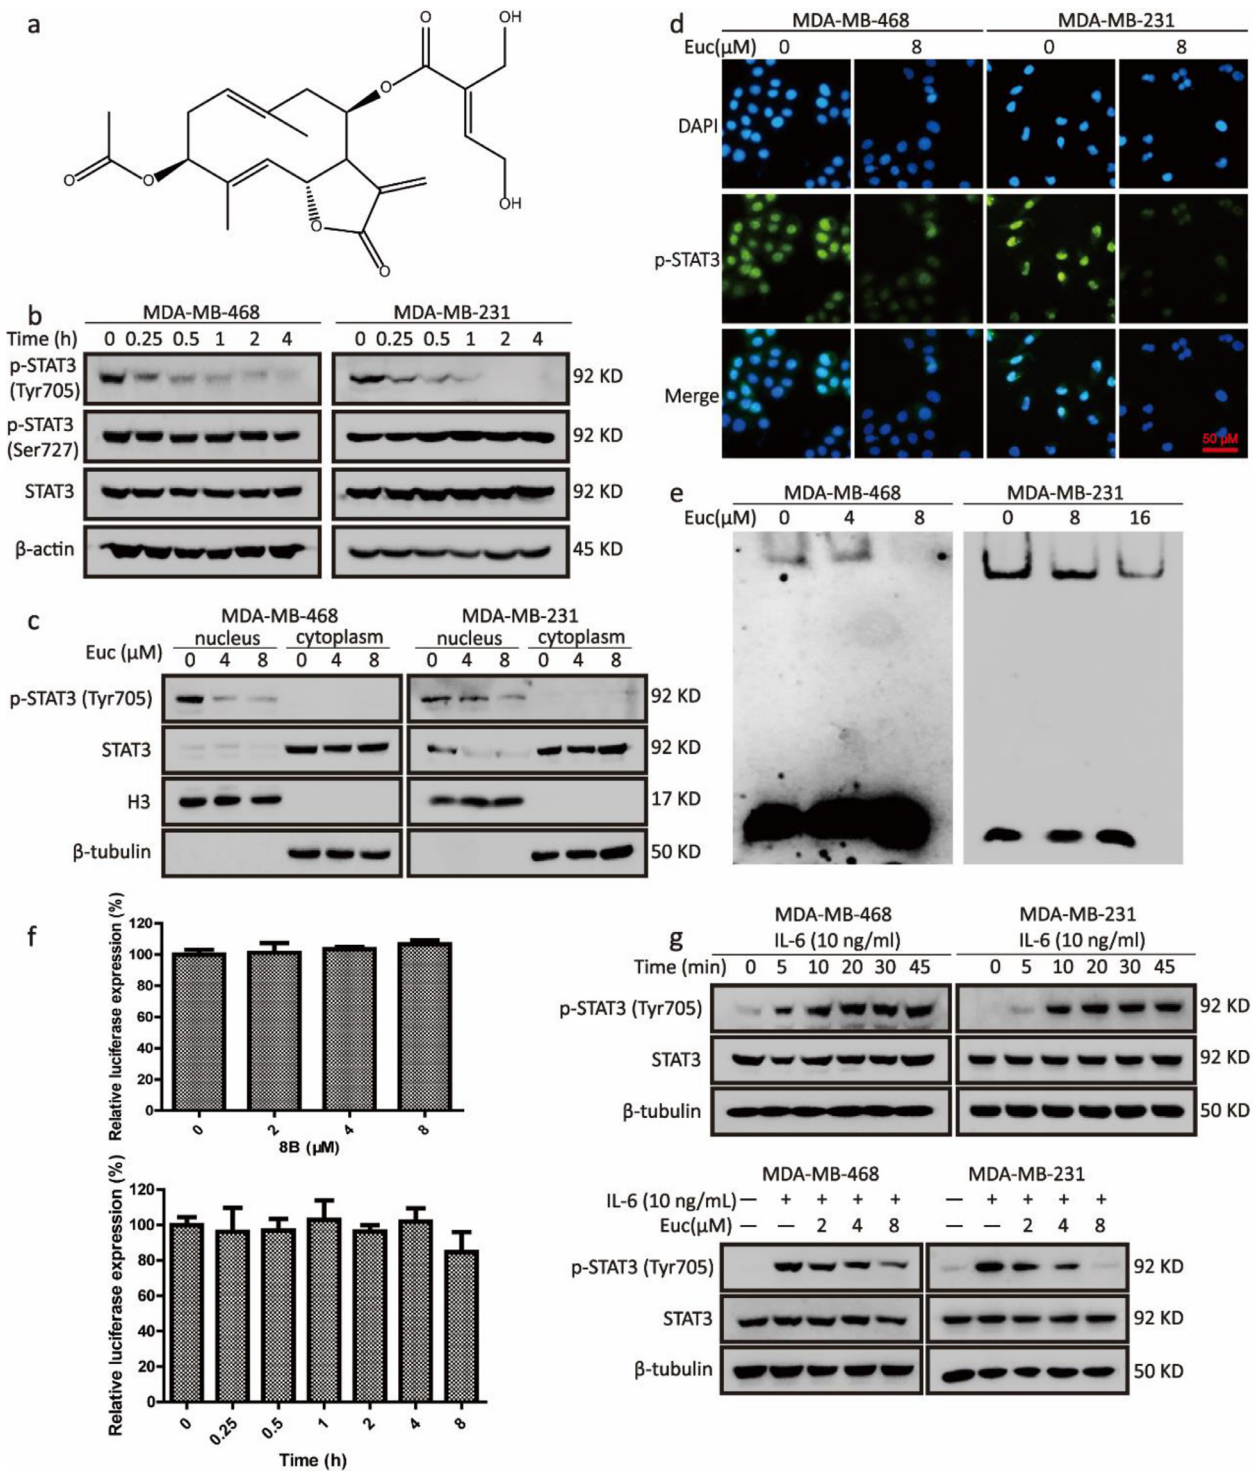 a
O
OH
O
O
O
OH
O
O
O
b
MDA-MB-468
MDA-MB-231
Time (h)
0 0.25 0.5 1 2 4
0 0.25 0.5 1 2 4
p-STAT3
(Tyr705)
92 KD
p-STAT3
(Ser727)
92 KD
STAT3
92 KD
β-actin
45 KD
c
MDA-MB-468
MDA-MB-231
nucleus cytoplasm
nucleus cytoplasm
Euc (μM)
0 4 8 0 4 8
0 4 8 0 4 8
p-STAT3 (Tyr705)
92 KD
STAT3
92 KD
H3
17 KD
β-tubulin
50 KD
d
MDA-MB-468
MDA-MB-231
Euc(μM)
0 8
0 8
DAPI
p-STAT3
Merge
50 μM
e
MDA-MB-468
MDA-MB-231
Euc(μM)
0 4 8
0 8 16
f
Relative luciferase expression (%)
120
100
80
60
40
20
0
0 2 4 8
8B (μM)
Relative luciferase expression (%)
120
100
80
60
40
20
0
0 0.25 0.5 1 2 4 8
Time (h)
g
MDA-MB-468
IL-6 (10 ng/ml)
MDA-MB-231
IL-6 (10 ng/ml)
Time (min)
0 5 10 20 30 45
0 5 10 20 30 45
p-STAT3 (Tyr705)
92 KD
STAT3
92 KD
β-tubulin
50 KD
MDA-MB-468
MDA-MB-231
IL-6 (10 ng/mL)
— + + + +
— + + + +
Euc(μM)
— — 2 4 8
— — 2 4 8
p-STAT3 (Tyr705)
92 KD
STAT3
92 KD
β-tubulin
50 KD